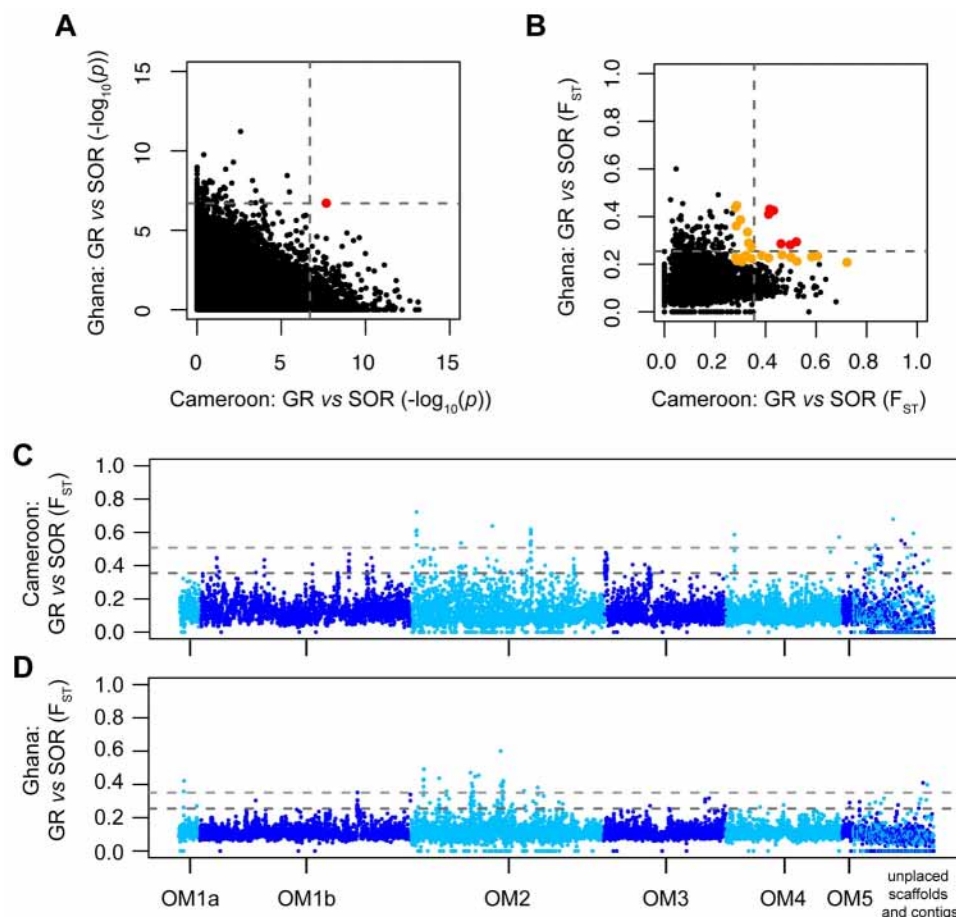 A
B
Ghana: GR vs SOR (-log10(p))
15
10
5
0
0
5
10
15
Cameroon: GR vs SOR (-log10(p))
Ghana: GR vs SOR (FST)
1.0
0.8
0.6
0.4
0.2
0.0
0.0
0.2
0.4
0.6
0.8
1.0
Cameroon: GR vs SOR (FST)
C
Cameroon:
GR vs SOR (FST)
1.0
0.8
0.6
0.4
0.2
0.0
D
Ghana:
GR vs SOR (FST)
1.0
0.8
0.6
0.4
0.2
0.0
OM1a
OM1b
OM2
OM3
OM4
OM5
unplaced
scaffolds
and contigs